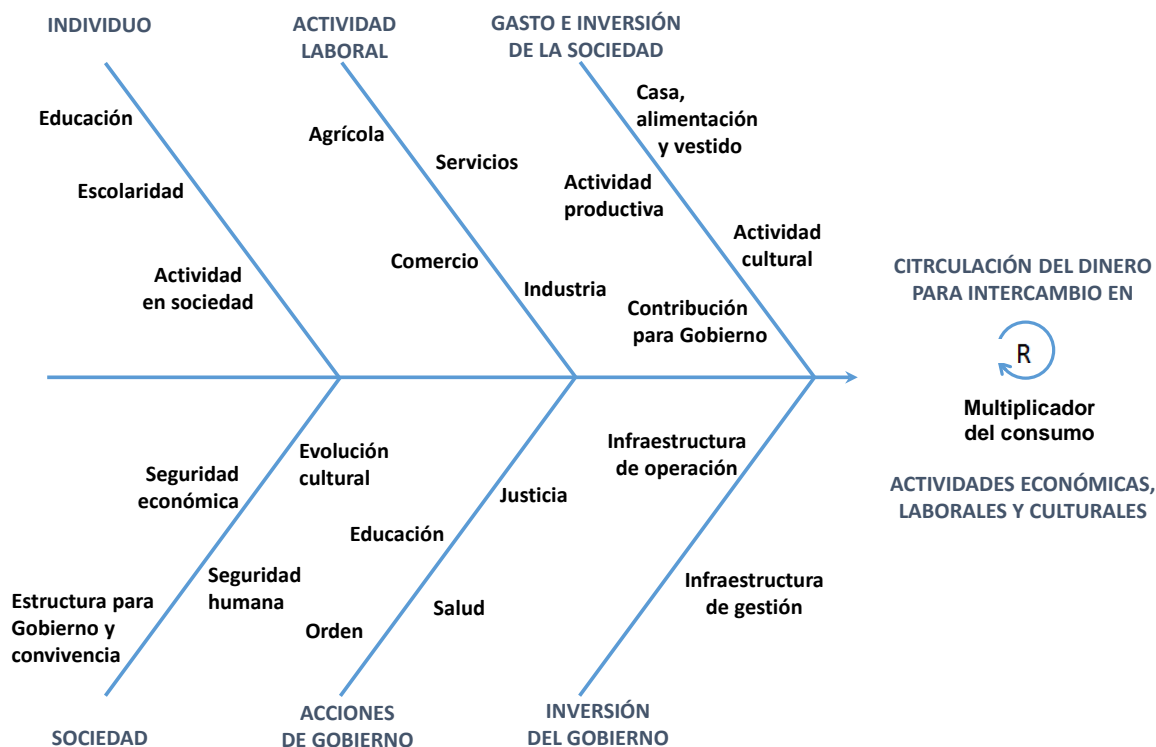 INDIVIDUO
ACTIVIDAD
LABORAL
GASTO E INVERSIÓN
DE LA SOCIEDAD
Educación
Escolaridad
Actividad
en sociedad
Agrícola
Servicios
Comercio
Industria
Casa,
alimentación
y vestido
Actividad
productiva
Actividad
cultural
Contribución
para Gobierno
CITRCULACIÓN DEL DINERO
PARA INTERCAMBIO EN
R
Multiplicador
del consumo
ACTIVIDADES ECONÓMICAS,
LABORALES Y CULTURALES
Evolución
cultural
Seguridad
económica
Seguridad
humana
Estructura para
Gobierno y
convivencia
Justicia
Educación
Salud
Orden
Infraestructura
de operación
Infraestructura
de gestión
SOCIEDAD
ACCIONES
DE GOBIERNO
INVERSIÓN
DEL GOBIERNO